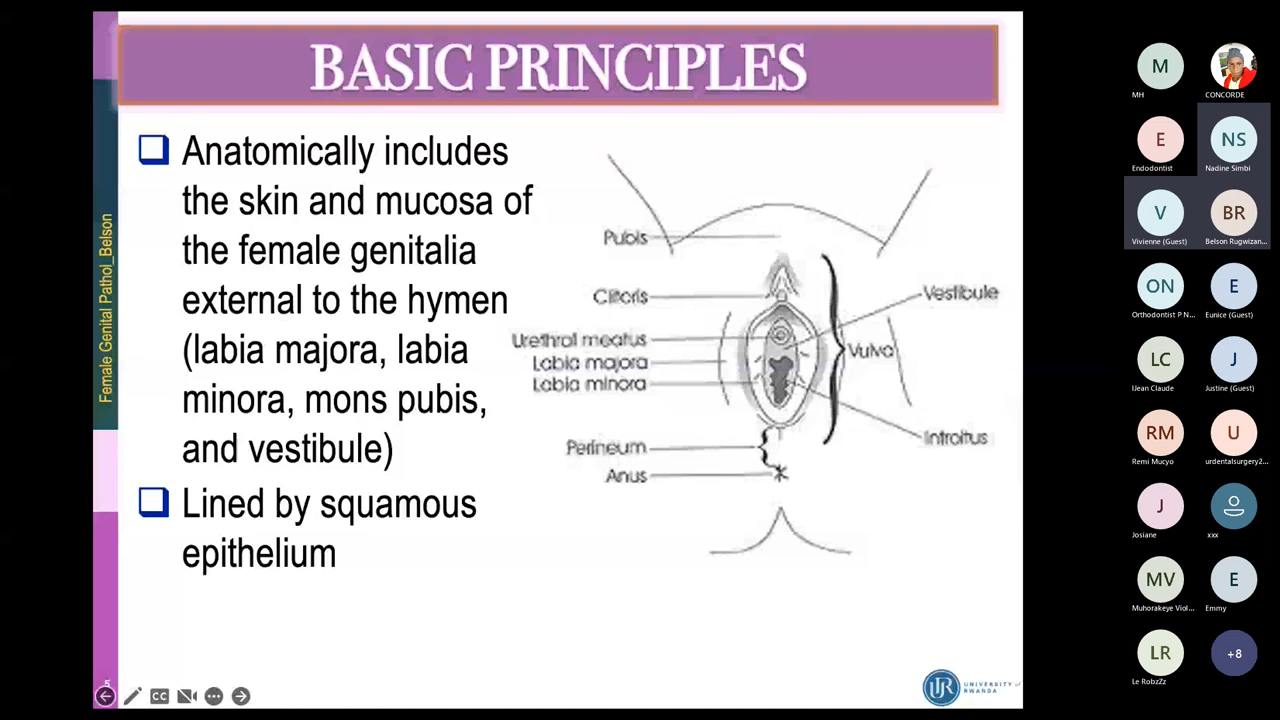 BASIC PRINCIPLES
Anatomically includes
the skin and mucosa of
the female genitalia
external to the hymen
(labia majora, labia
minora, mons pubis,
and vestibule)
Lined by squamous
epithelium
Pubis
Clitoris
Urethral meatus
Labia majora
Labia minora
Perineum
Anus
Vestibule
Vulva
Introitus
Female Genital Pathol_Belson
5
CC
UR
UNIVERSITY of
RWANDA
M
MH
CONCORDE
E
Endodontist
NS
Nadine Simbi
V
Vivienne (Guest)
BR
Belson Rugwizan...
ON
Orthodontist P N...
E
Eunice (Guest)
LC
IJean Claude
J
Justine (Guest)
RM
Remi Mucyo
U
urdentalsurgery2...
J
Josiane
xxx
MV
Muhorakeye Viol...
E
Emmy
LR
Le RobzZz
+8